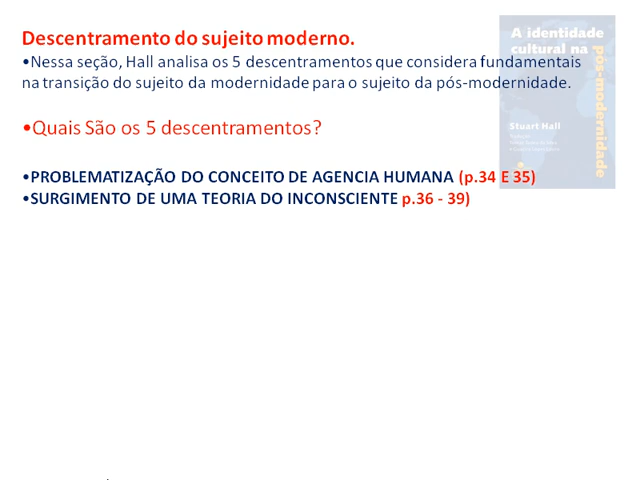 Descentramento do sujeito moderno.
•Nessa seção, Hall analisa os 5 descentramentos que considera fundamentais
na transição do sujeito da modernidade para o sujeito da pós-modernidade.
•Quais São os 5 descentramentos?
•PROBLEMATIZAÇÃO DO CONCEITO DE AGENCIA HUMANA (p.34 E 35)
•SURGIMENTO DE UMA TEORIA DO INCONSCIENTE p.36 - 39)
A identidade
cultural na
pós-modernidade
Stuart Hall